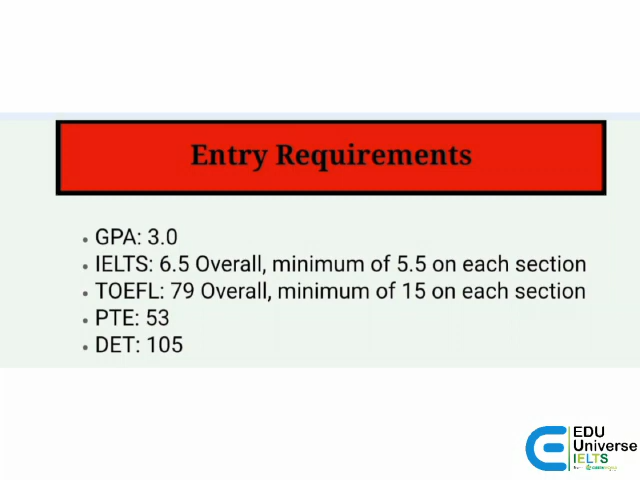 Entry Requirements
• GPA: 3.0
• IELTS: 6.5 Overall, minimum of 5.5 on each section
• TOEFL: 79 Overall, minimum of 15 on each section
• PTE: 53
• DET: 105
EDU
Universe
IELTS